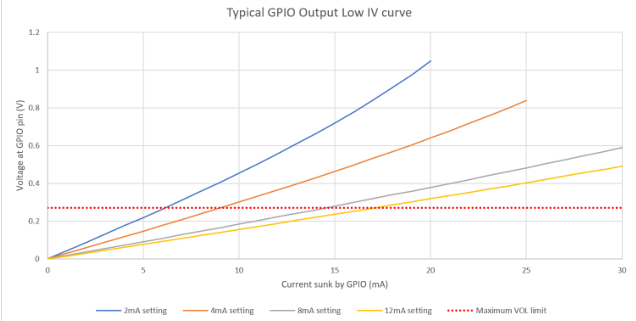 Typical GPIO Output Low IV curve
1.2
1
0.8
0.6
0.4
0.2
0
Voltage at GPIO pin (V)
0 5 10 15 20 25 30
Current sunk by GPIO (mA)
2mA setting 4mA setting 8mA setting 12mA setting Maximum VOL limit